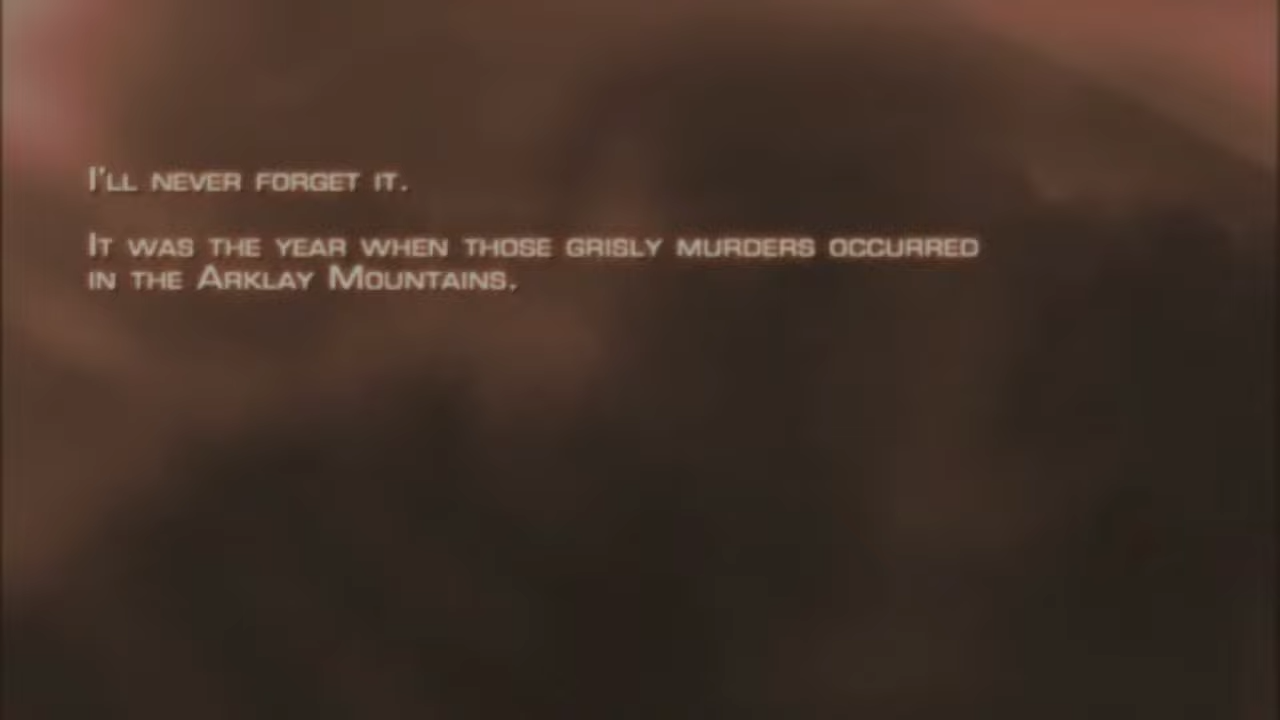 I'll never forget it.
It was the year when those grisly murders occurred
in the Arklay Mountains.